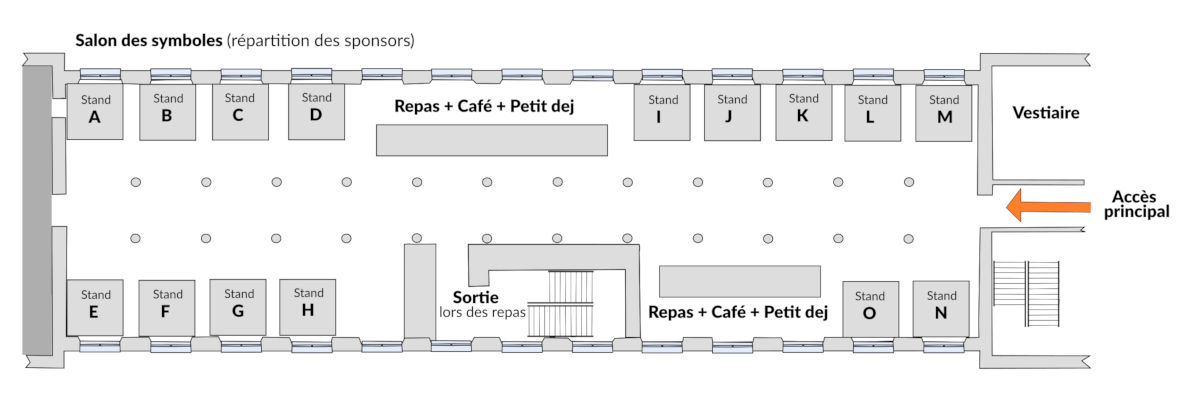 Salon des symboles (répartition des sponsors)
Stand
A
Stand
B
Stand
C
Stand
D
Repas + Café + Petit dej
Stand
I
Stand
J
Stand
K
Stand
L
Stand
M
Vestiaire
Accès
principal
Stand
E
Stand
F
Stand
G
Stand
H
Sortie
lors des repas
Repas + Café + Petit dej
Stand
O
Stand
N